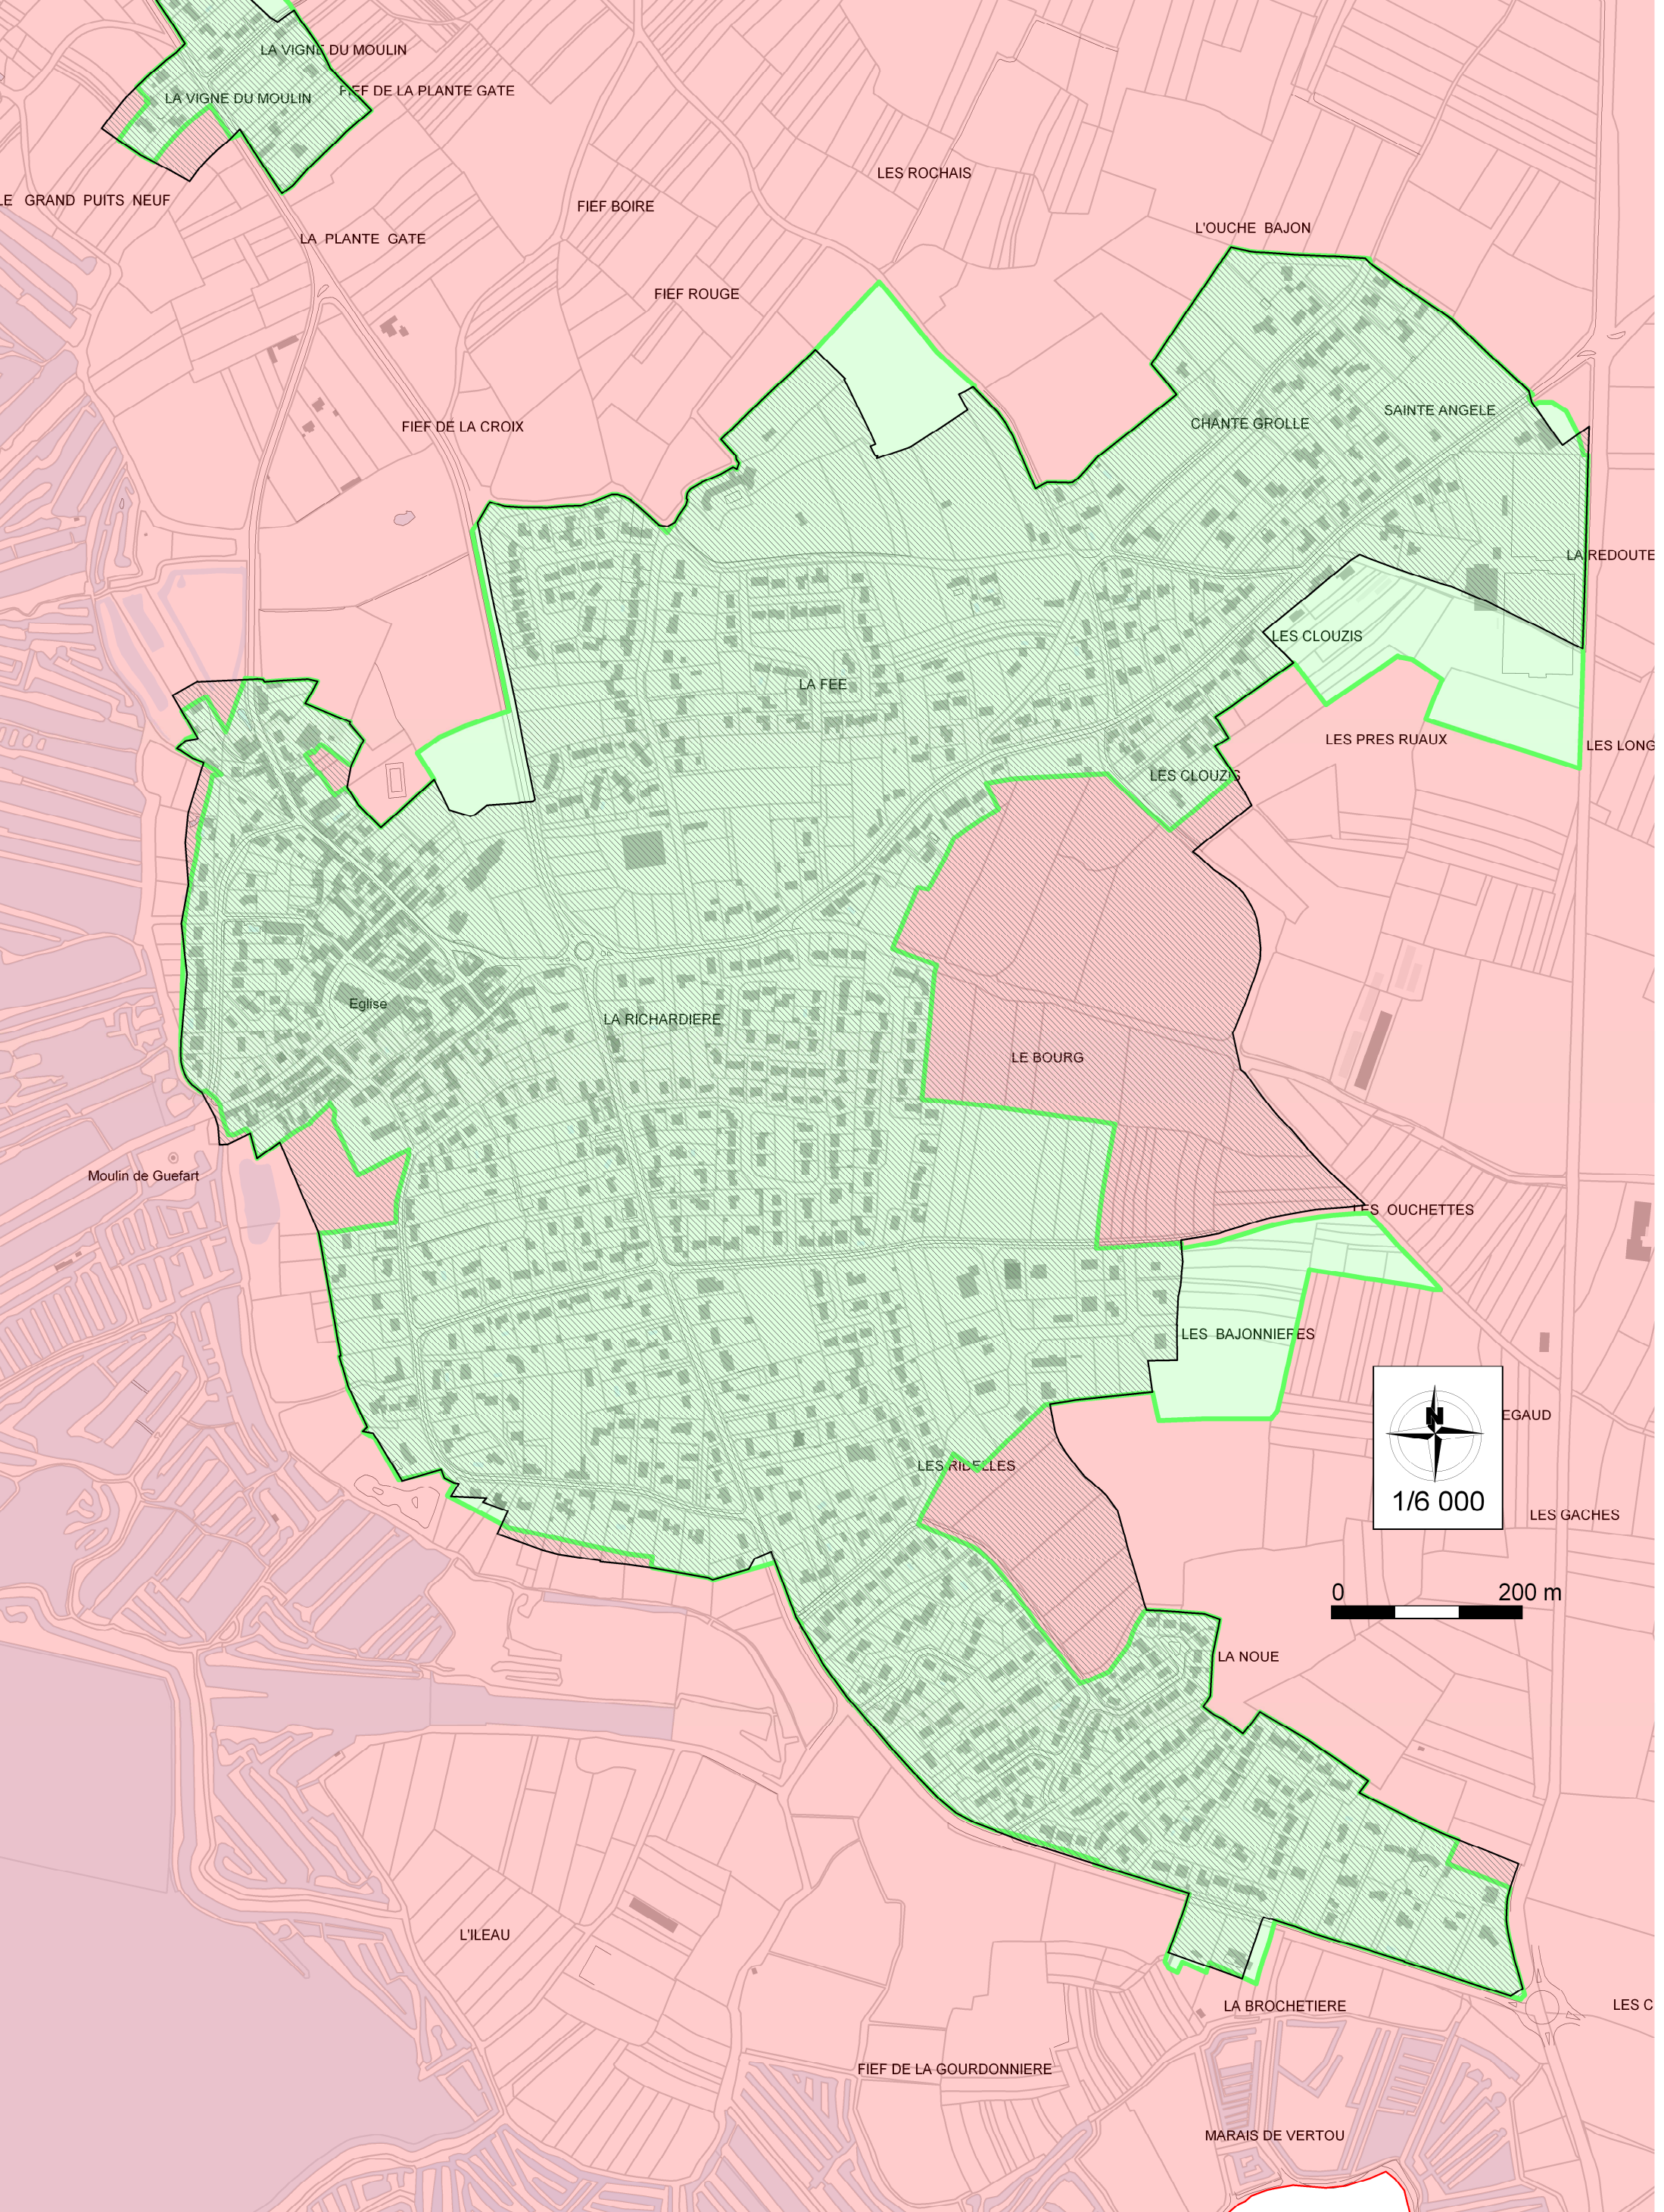 LA VIGNE DU MOULIN
FIEF DE LA PLANTE GATE
LA VIGNE DU MOULIN
LES ROCHAIS
LE GRAND PUITS NEUF
FIEF BOIRE
L'OUCHE BAJON
LA PLANTE GATE
FIEF ROUGE
SAINTE ANGELE
CHANTE GROLLE
FIEF DE LA CROIX
LA REDOUTE
LES CLOUZIS
LA FEE
LES PRES RUAUX
LES LONG
LES CLOUZIS
Eglise
LA RICHARDIERE
LE BOURG
Moulin de Guefart
LES OUCHETTES
LES BAJONNIERES
N
EGAUD
LES RIBELLES
1/6 000
LES GACHES
0 200 m
LA NOUE
L'ILEAU
LA BROCHETIERE
LES C
FIEF DE LA GOURDONNIERE
MARAIS DE VERTOU